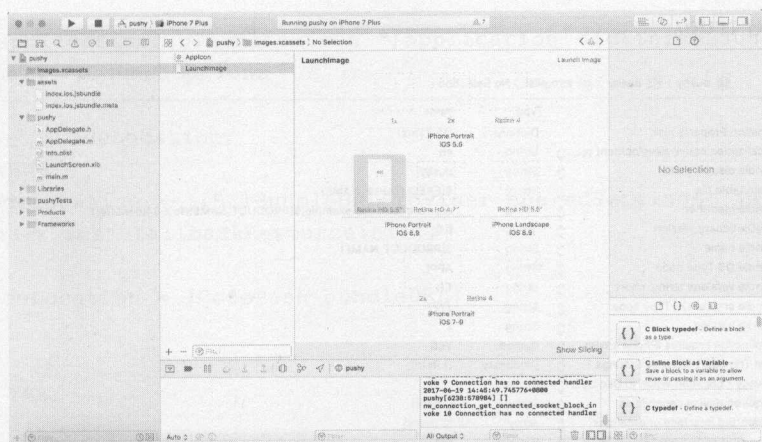 pushy iPhone 7 Plus
Running pushy on iPhone 7 Plus
7
pushy Images.xcassets No Selection
pushy
Images.xcassets
assets
index.ios.jsbundle
index.ios.jsbundle.meta
pushy
AppDelegate.h
AppDelegate.m
Info.plist
LaunchScreen.xib
main.m
Libraries
pushyTests
Products
Frameworks
AppIcon
LaunchImage
LaunchImage
Launch Image
1x 2x Retina 4
iPhone Portrait
iOS 5,6
Retina HD 5.5" Retina HD 4.7" Retina HD 5.5"
iPhone Portrait
iOS 8,9
iPhone Landscape
iOS 8,9
2x Retina 4
iPhone Portrait
iOS 7-9
Show Slicing
No Selection
{ } C Block typedef - Define a block
as a type.
{ } C Inline Block as Variable -
Save a block to a variable to allow
reuse or passing it as an argument.
{ } C typedef - Define a typedef.
pushy
voke 9 Connection has no connected handler
2017-06-19 14:45:49.745776+0800
pushy[6238:578984] []
nw_connection_get_connected_socket_block_in
voke 10 Connection has no connected handler
Auto
All Output